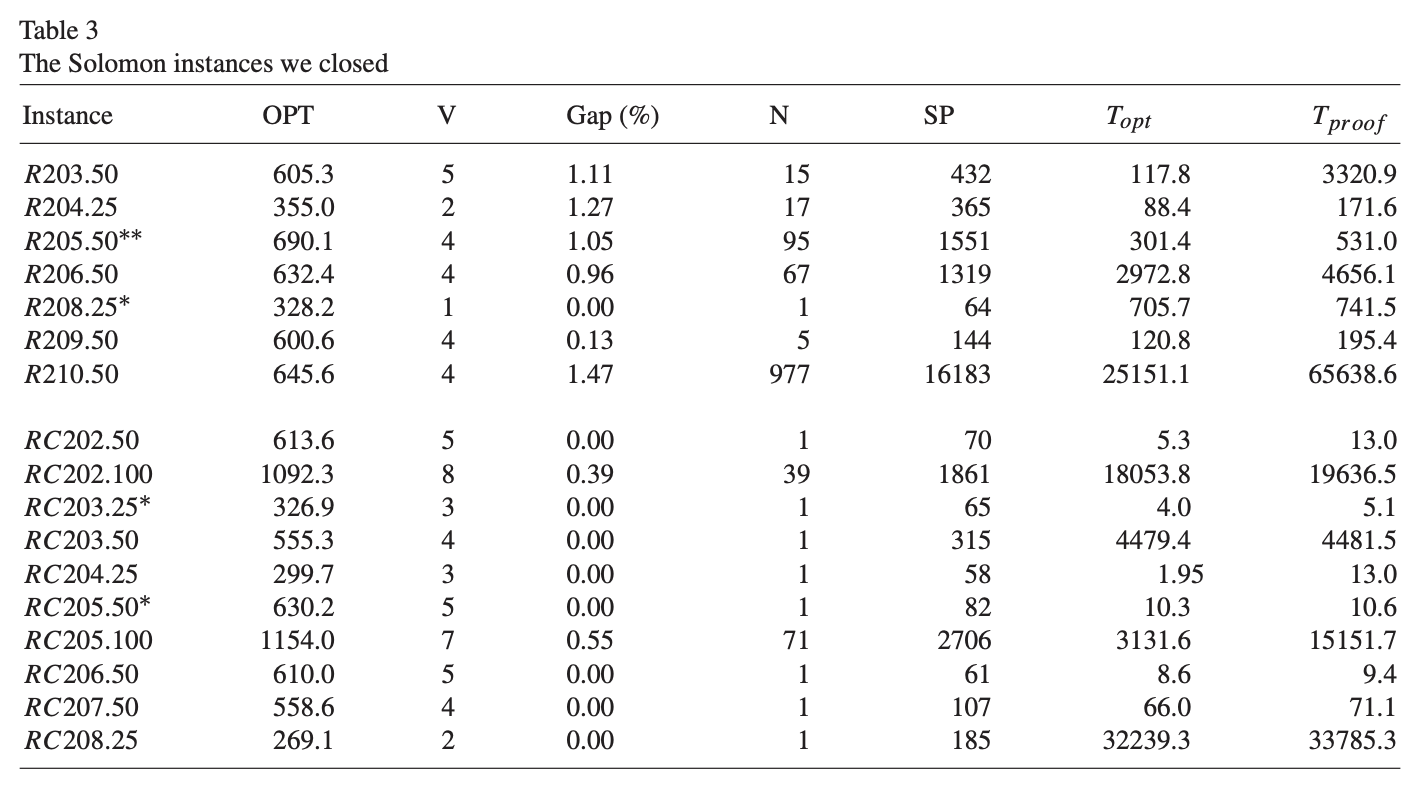 Table 3
The Solomon instances we closed
Instance OPT V Gap (%) N SP Topt Tproof
R203.50 605.3 5 1.11 15 432 117.8 3320.9
R204.25 355.0 2 1.27 17 365 88.4 171.6
R205.50** 690.1 4 1.05 95 1551 301.4 531.0
R206.50 632.4 4 0.96 67 1319 2972.8 4656.1
R208.25* 328.2 1 0.00 1 64 705.7 741.5
R209.50 600.6 4 0.13 5 144 120.8 195.4
R210.50 645.6 4 1.47 977 16183 25151.1 65638.6
RC202.50 613.6 5 0.00 1 70 5.3 13.0
RC202.100 1092.3 8 0.39 39 1861 18053.8 19636.5
RC203.25* 326.9 3 0.00 1 65 4.0 5.1
RC203.50 555.3 4 0.00 1 315 4479.4 4481.5
RC204.25 299.7 3 0.00 1 58 1.95 13.0
RC205.50* 630.2 5 0.00 1 82 10.3 10.6
RC205.100 1154.0 7 0.55 71 2706 3131.6 15151.7
RC206.50 610.0 5 0.00 1 61 8.6 9.4
RC207.50 558.6 4 0.00 1 107 66.0 71.1
RC208.25 269.1 2 0.00 1 185 32239.3 33785.3